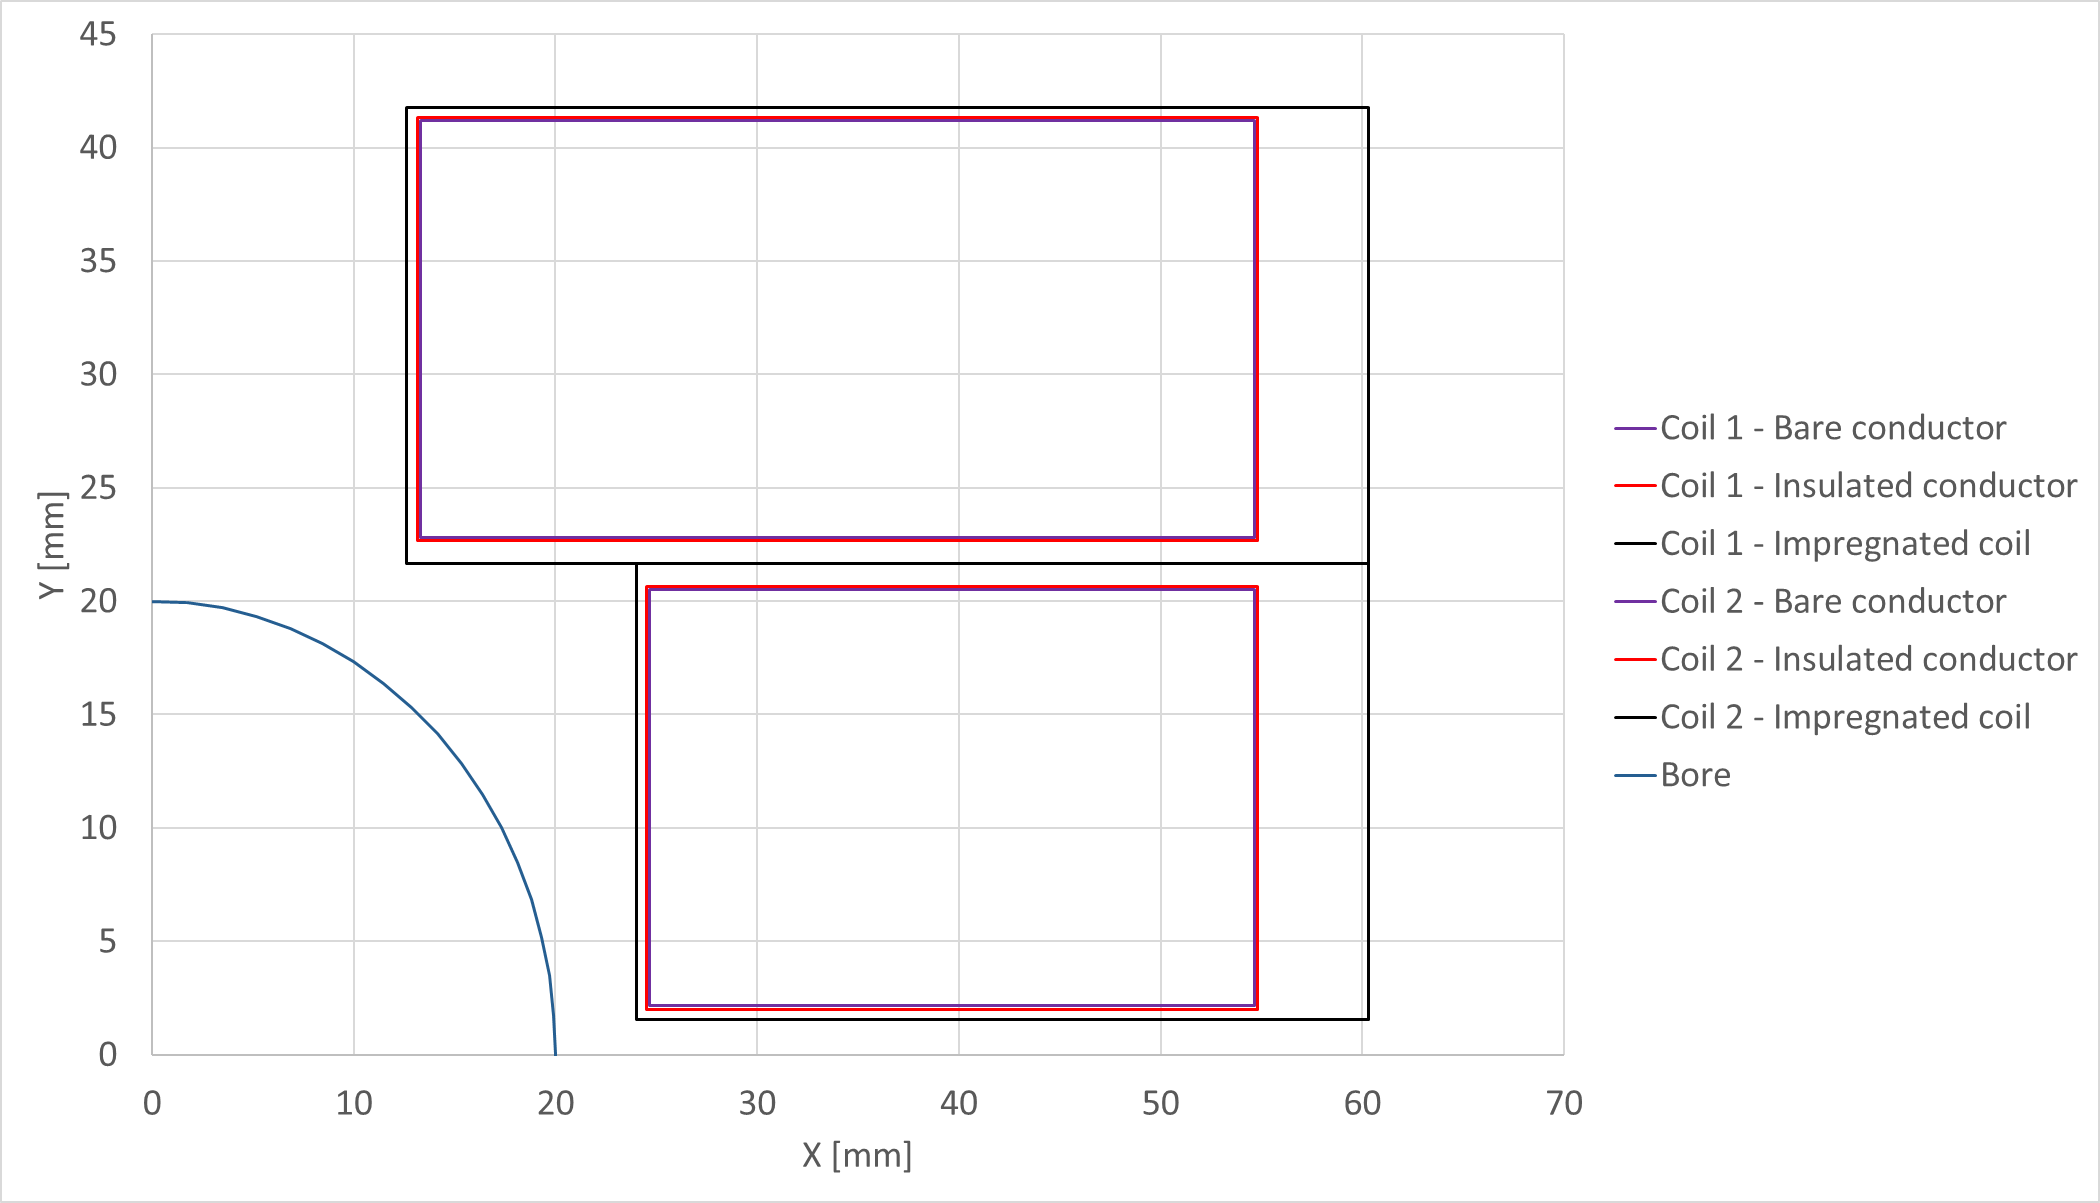 45
40
35
30
25
20
15
10
5
0
Y [mm]
0 10 20 30 40 50 60 70
X [mm]
Coil 1 - Bare conductor
Coil 1 - Insulated conductor
Coil 1 - Impregnated coil
Coil 2 - Bare conductor
Coil 2 - Insulated conductor
Coil 2 - Impregnated coil
Bore